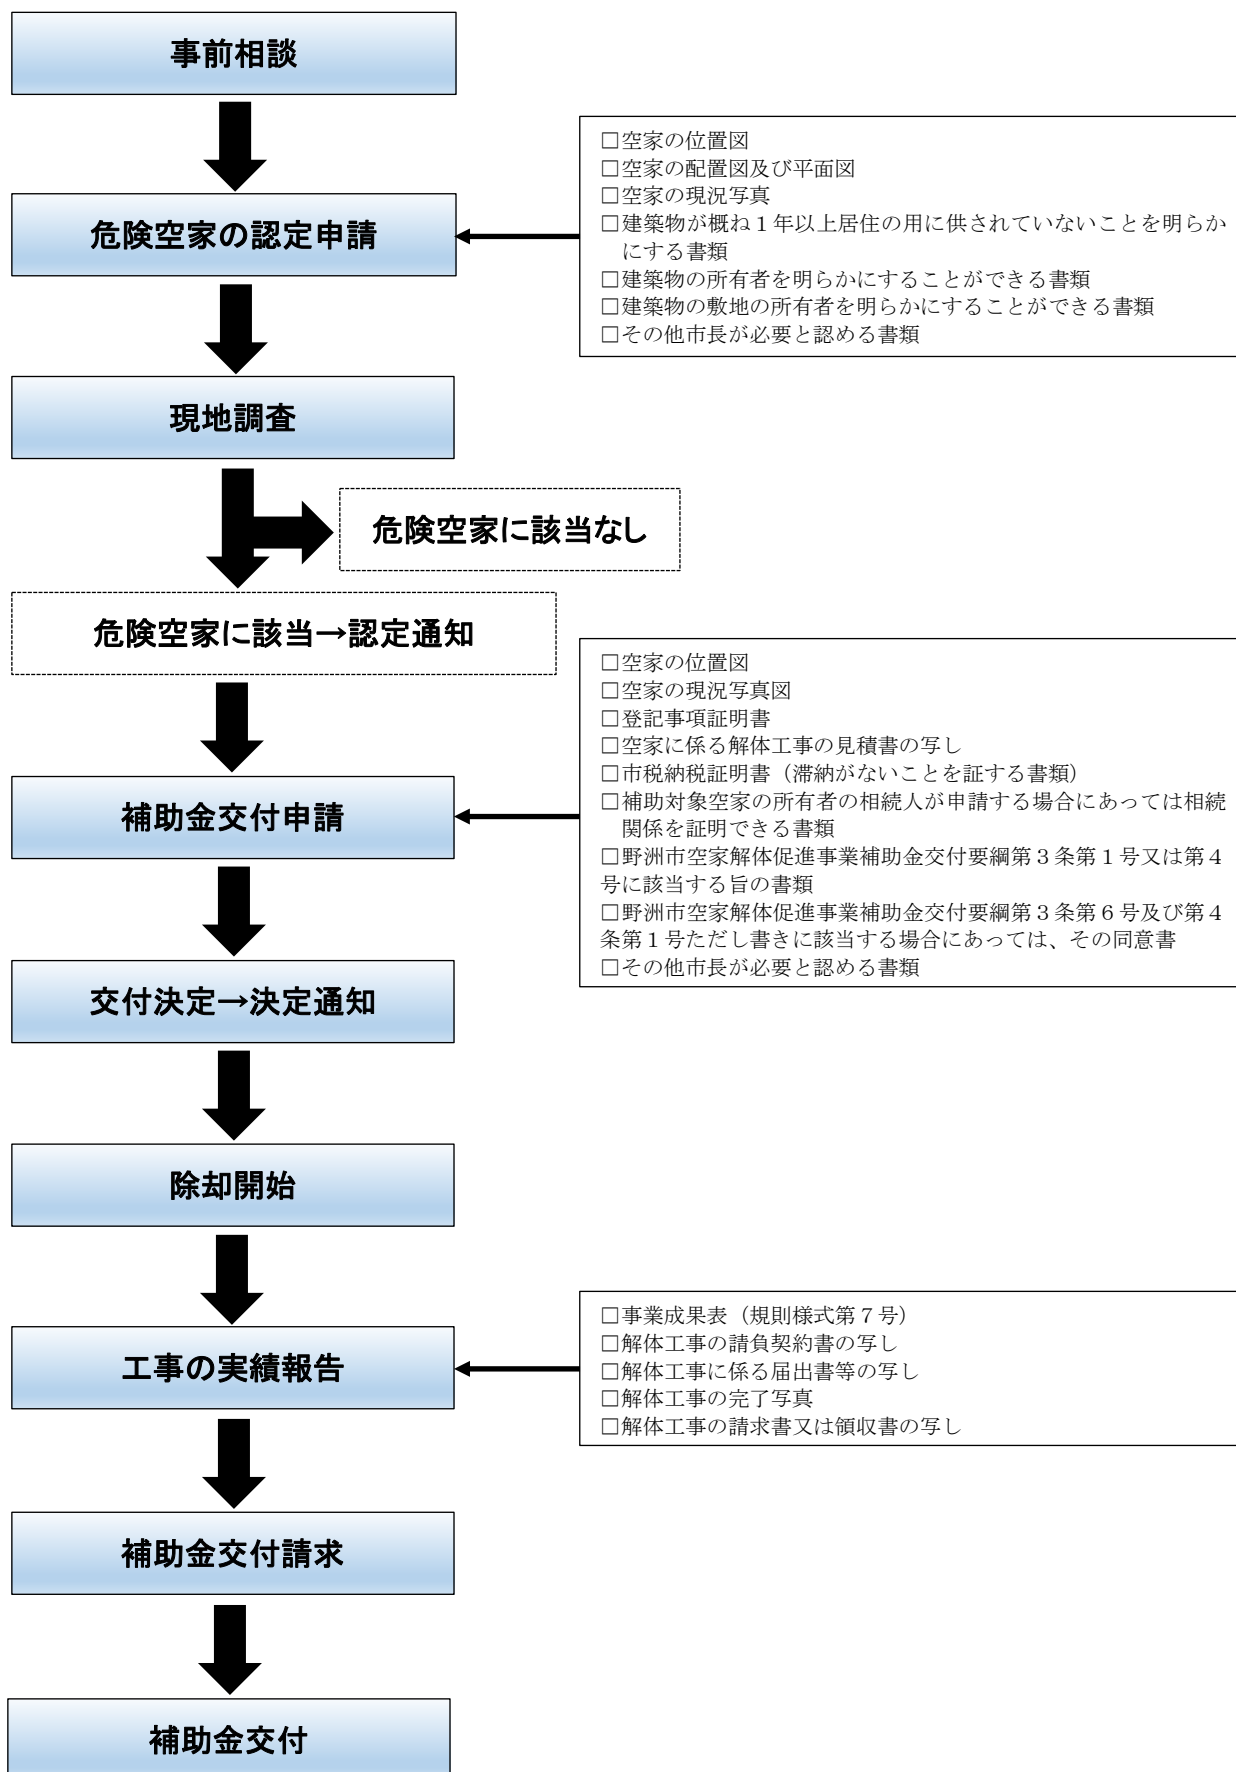 事前相談
危険空家の認定申請
□空家の位置図
□空家の配置図及び平面図
□空家の現況写真
□建築物が概ね１年以上居住の用に供されていないことを明らか
にする書類
□建築物の所有者を明らかにすることができる書類
□建築物の敷地の所有者を明らかにすることができる書類
□その他市長が必要と認める書類
現地調査
危険空家に該当なし
危険空家に該当→認定通知
補助金交付申請
□空家の位置図
□空家の現況写真図
□登記事項証明書
□空家に係る解体工事の見積書の写し
□市税納税証明書（滞納がないことを証する書類）
□補助対象空家の所有者の相続人が申請する場合にあっては相続
関係を証明できる書類
□野洲市空家解体促進事業補助金交付要綱第３条第１号又は第４
号に該当する旨の書類
□野洲市空家解体促進事業補助金交付要綱第３条第６号及び第４
条第１号ただし書きに該当する場合にあっては、その同意書
□その他市長が必要と認める書類
交付決定→決定通知
除却開始
工事の実績報告
□事業成果表（規則様式第７号）
□解体工事の請負契約書の写し
□解体工事に係る届出書等の写し
□解体工事の完了写真
□解体工事の請求書又は領収書の写し
補助金交付請求
補助金交付